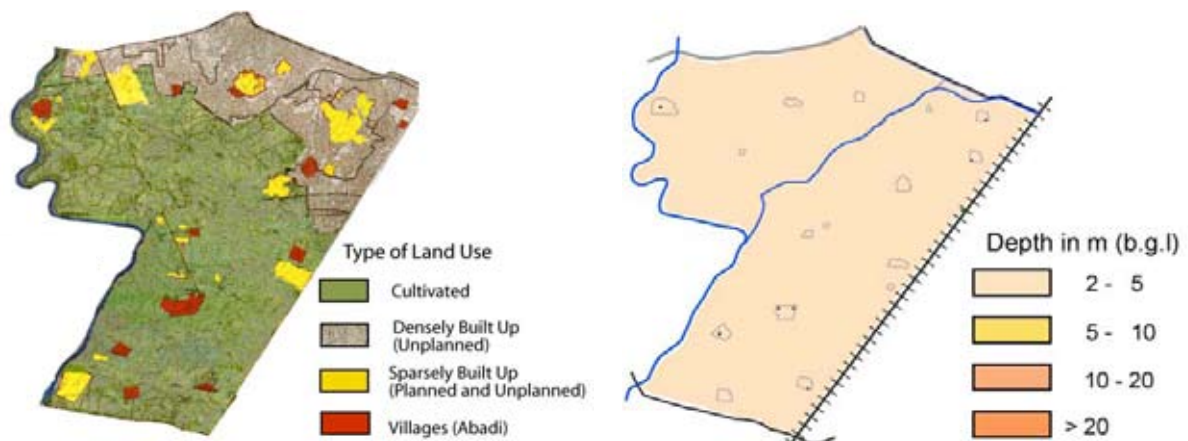 Type of Land Use
Cultivated
Densely Built Up
(Unplanned)
Sparsely Built Up
(Planned and Unplanned)
Villages (Abadi)
Depth in m (b.g.l)
2 - 5
5 - 10
10 - 20
> 20